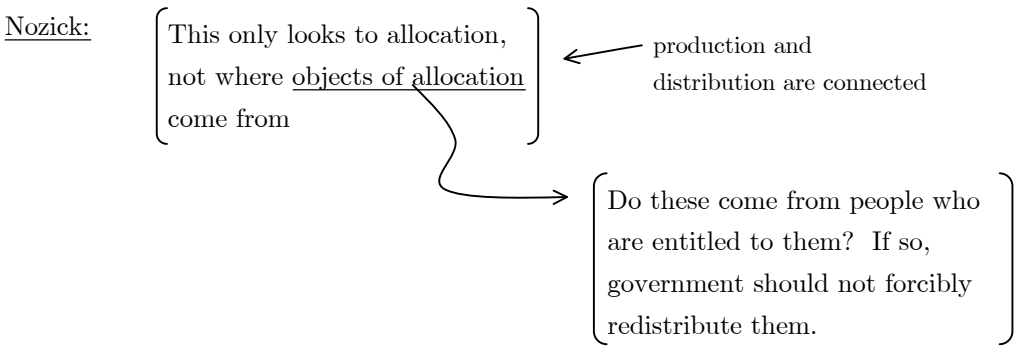 Nozick:
This only looks to allocation,
not where objects of allocation
come from
production and
distribution are connected
Do these come from people who
are entitled to them? If so,
government should not forcibly
redistribute them.